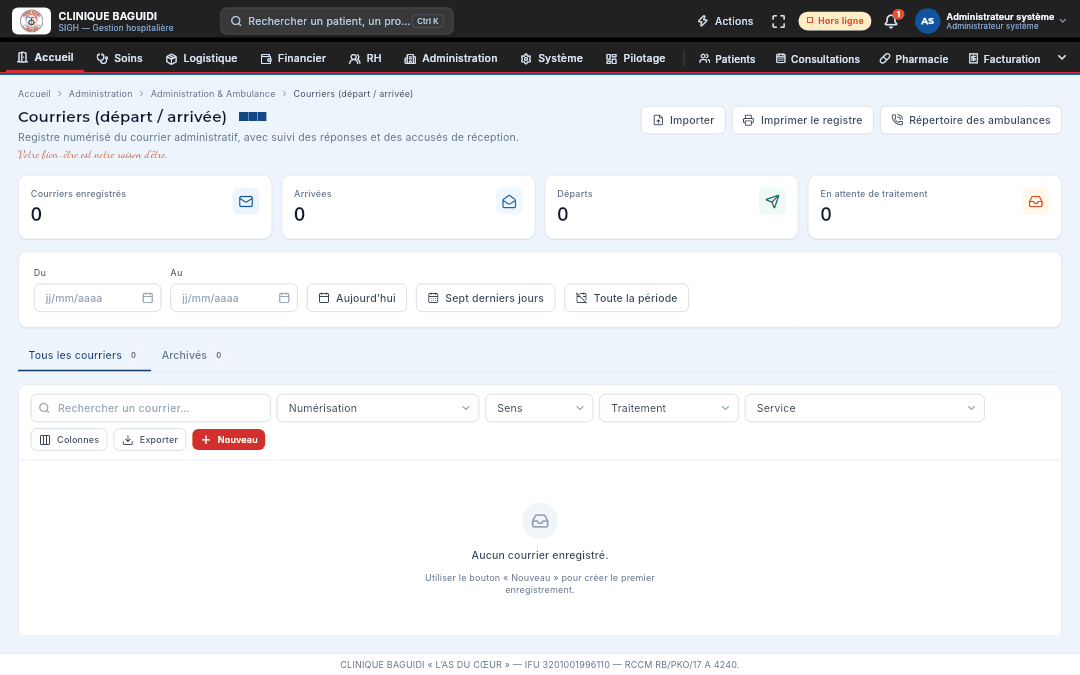 CLINIQUE BAGUIDI
SIGH — Gestion hospitalière
Rechercher un patient, un pro... Ctrl K
Actions
Hors ligne
1
AS
Administrateur système
Administrateur système
Accueil Soins Logistique Financier RH Administration Système Pilotage Patients Consultations Pharmacie Facturation
Accueil > Administration > Administration & Ambulance > Courriers (départ / arrivée)
Courriers (départ / arrivée)
Registre numérisé du courrier administratif, avec suivi des réponses et des accusés de réception.
Votre bien-être est notre raison d'être.
Importer Imprimer le registre Répertoire des ambulances
Courriers enregistrés
0
Arrivées
0
Départs
0
En attente de traitement
0
Du
jj/mm/aaaa
Au
jj/mm/aaaa
Aujourd'hui Sept derniers jours Toute la période
Tous les courriers 0 Archivés 0
Rechercher un courrier... Numérisation Sens Traitement Service
Colonnes Exporter Nouveau
Aucun courrier enregistré.
Utiliser le bouton « Nouveau » pour créer le premier
enregistrement.
CLINIQUE BAGUIDI « L'AS DU CŒUR » — IFU 3201001996110 — RCCM RB/PKO/17 A 4240.